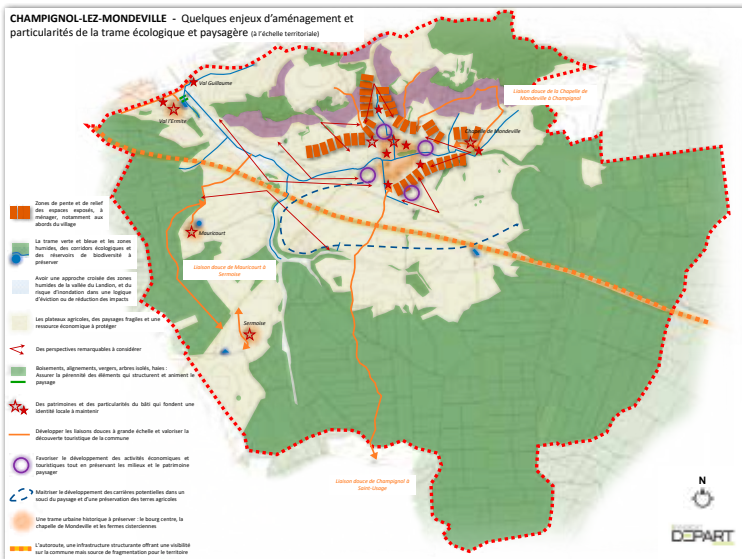 CHAMPIGNOL-LEZ-MONDEVILLE - Quelques enjeux d'aménagement et
particularités de la trame écologique et paysagère (à l'échelle territoriale)
Val Guillaume
Val l'Ermite
Liaison douce de la Chapelle de
Mondeville à Champignol
Chapelle de Mondeville
Mauricourt
Liaison douce de Mauricourt à
Sermoise
Sermoise
Liaison douce de Champignol à
Saint-Usage
Zones de pente et de relief
des espaces exposés, à
ménager, notamment aux
abords du village
La trame verte et bleue et les zones
humides, des corridors écologiques et
des réservoirs de biodiversité à
préserver
Avoir une approche croisée des zones
humides de la vallée du Landion, et du
risque d'inondation dans une logique
d'éviction ou de réduction des impacts
Les plateaux agricoles, des paysages fragiles et une
ressource économique à protéger
Des perspectives remarquables à considérer
Boisements, alignements, vergers, arbres isolés, haies :
Assurer la pérennité des éléments qui structurent et animent le
paysage
Des patrimoines et des particularités du bâti qui fondent une
identité locale à maintenir
Développer les liaisons douces à grande échelle et valoriser la
découverte touristique de la commune
Favoriser le développement des activités économiques et
touristiques tout en préservant les milieux et le patrimoine
paysager
Maitriser le développement des carrières potentielles dans un
souci du paysage et d'une préservation des terres agricoles
Une trame urbaine historique à préserver : le bourg centre, la
chapelle de Mondeville et les fermes cisterciennes
L'autoroute, une infrastructure structurante offrant une visibilité
sur la commune mais source de fragmentation pour le territoire
N
DEPART